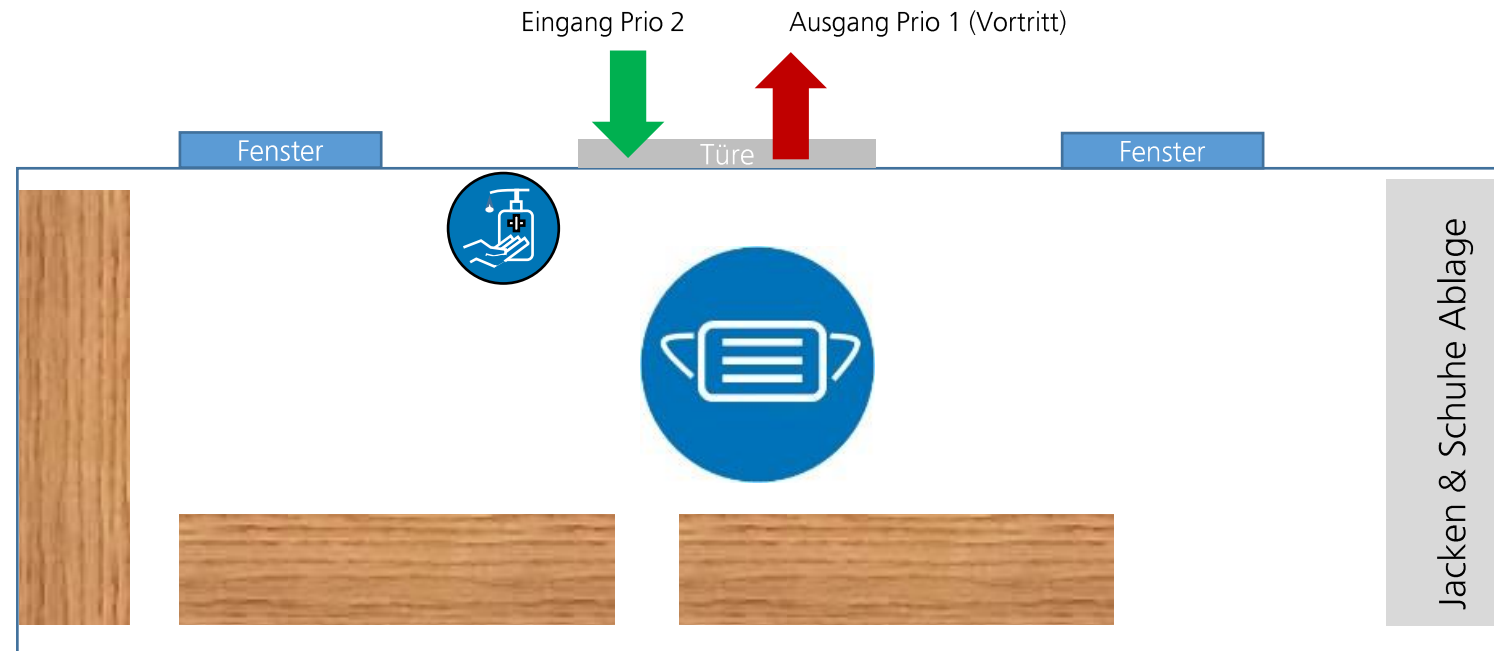 Eingang Prio 2
Ausgang Prio 1 (Vortritt)
Fenster
Türe
Fenster
Jacken & Schuhe Ablage